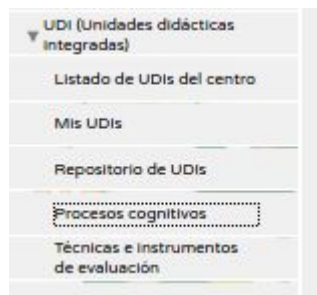 UDI (Unidades didácticas
integradas)
Listado de UDIs del centro
Mis UDIs
Repositorio de UDIs
Procesos cognitivos
Técnicas e instrumentos
de evaluación